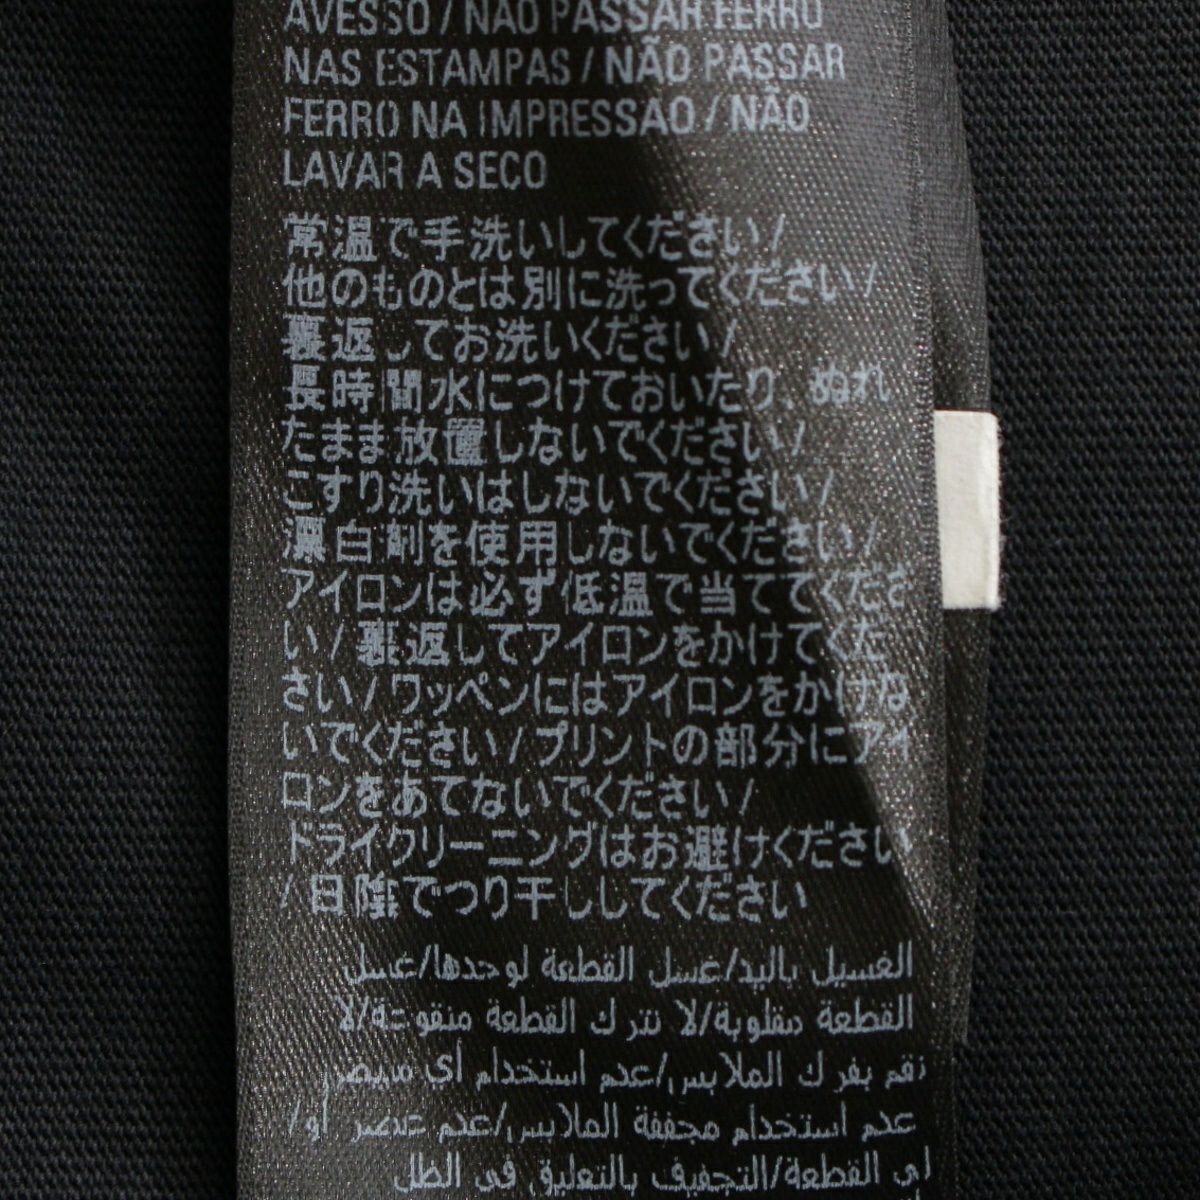 AVESSO / NÃO PASSAR FERRO
NAS ESTAMPAS / NÃO PASSAR
FERRO NA IMPRESSAO / NÃO
LAVAR A SECO
常温で手洗いしてください /
他のものとは別に洗ってください /
裏返してお洗いください /
長時間水につけておいたり、ぬれ
たまま放置しないでください /
こすり洗いはしないでください /
漂白剤を使用しないでください /
アイロンは必ず低温で当ててくださ
い / 裏返してアイロンをかけてくだ
さい / ワッペンにはアイロンをかけな
いでください / プリントの部分にアイ
ロンをあてないでください /
ドライクリーニングはお避けください
/ 日陰でつり干ししてください
الغسيل باليد/غسل القطعة لوحدها/غسل
القطعة مقلوبة/لا تترك القطعة منقوعة/لا
تقم بفرك الملابس/عدم استخدام أي مبيض
عدم استخدام مجففة الملابس/عدم عصر أو/
لي القطعة/التجفيف بالتعليق في الظل